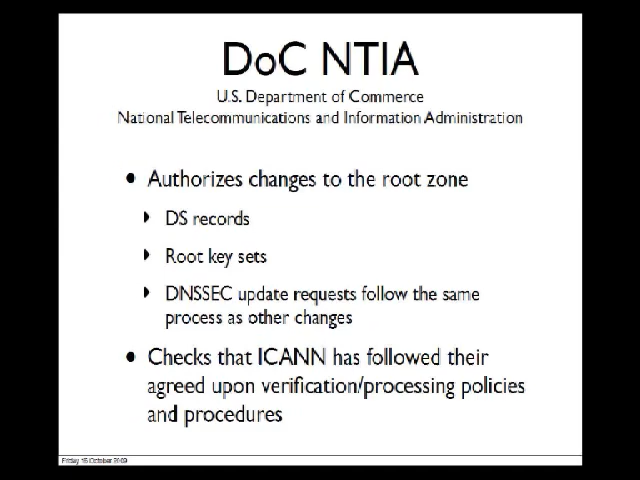 DoC NTIA
U.S. Department of Commerce
National Telecommunications and Information Administration
• Authorizes changes to the root zone
DS records
Root key sets
DNSSEC update requests follow the same
process as other changes
• Checks that ICANN has followed their
agreed upon verification/processing policies
and procedures
Friday 16 October 2009